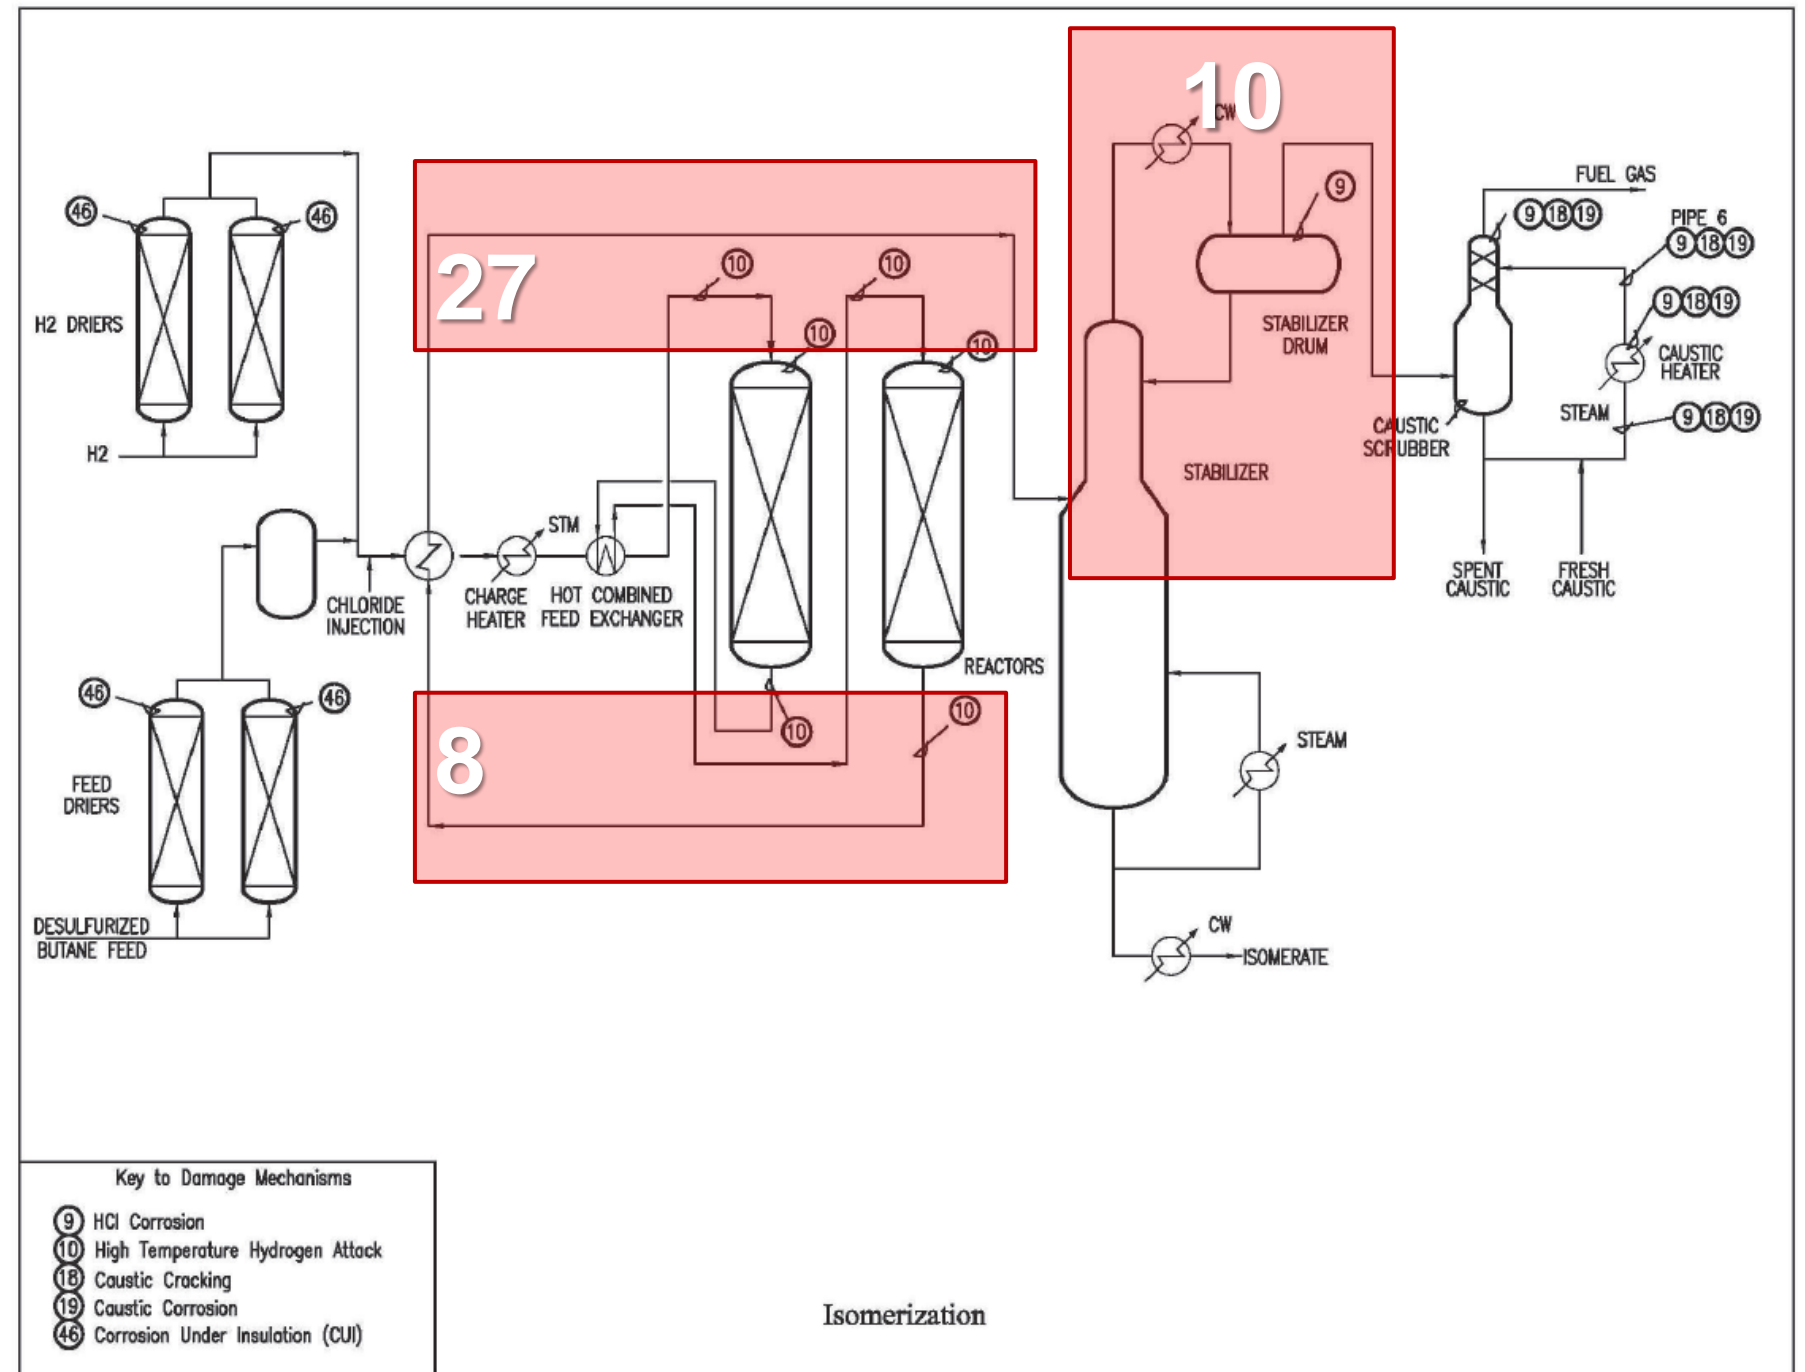 10
CW
9
FUEL GAS
9 18 19
PIPE 6
9 18 19
46
46
27
10
10
9 18 19
H2 DRIERS
STABILIZER
DRUM
10
10
CAUSTIC
HEATER
STEAM
9 18 19
H2
CAUSTIC
SCRUBBER
STABILIZER
STM
CHLORIDE
INJECTION
CHARGE
HEATER
HOT COMBINED
FEED EXCHANGER
SPENT
CAUSTIC
FRESH
CAUSTIC
REACTORS
46
46
8
10
10
STEAM
FEED
DRIERS
DESULFURIZED
BUTANE FEED
CW
ISOMERATE
Key to Damage Mechanisms
9 HCl Corrosion
10 High Temperature Hydrogen Attack
18 Caustic Cracking
19 Caustic Corrosion
46 Corrosion Under Insulation (CUI)
Isomerization